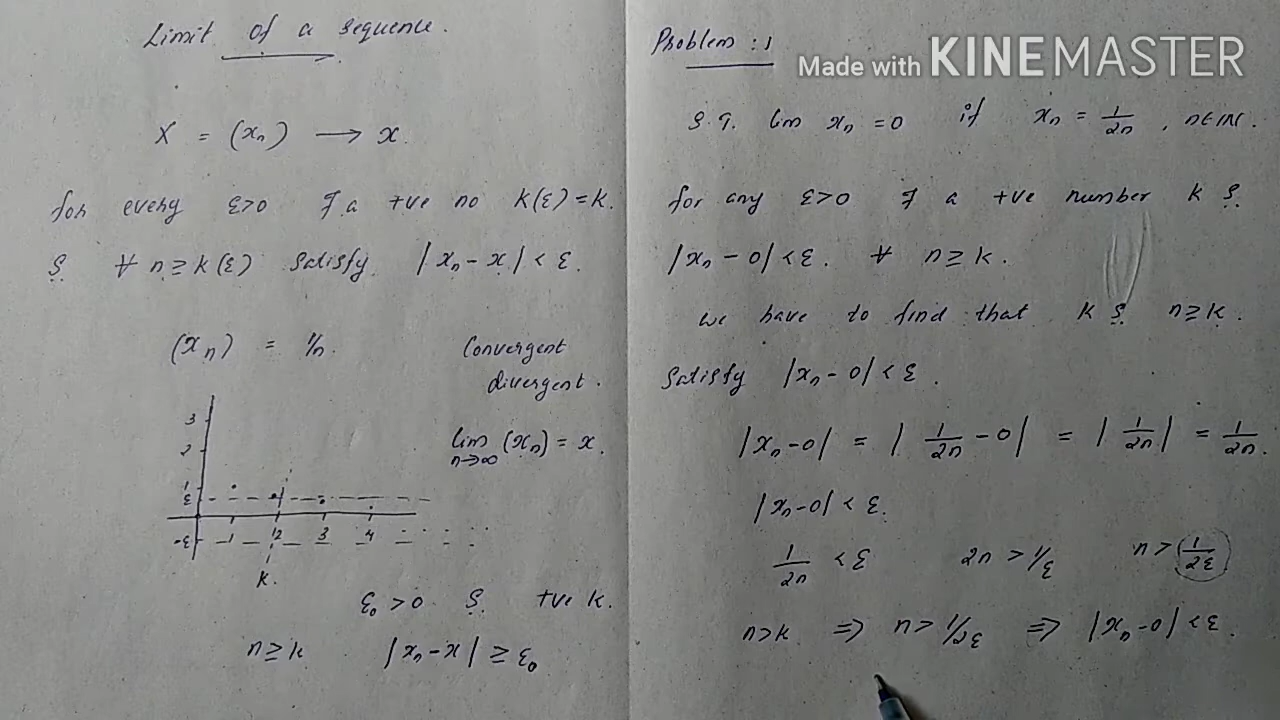 Limit of a sequence.
X = (xₙ) → x.
for every ε>0 ∃ a +ve no K(ε)=K.
S. ∀ n≥K(ε) satisfy |xₙ-x|<ε.
(xₙ) = 1/n.
Convergent
divergent.
lim n→∞ (xₙ) = x.
3
2
1
ε
-ε 1 2 3 4 . . . . .
K.
ε₀>0 S. +ve K.
n≥K |xₙ-x| ≥ ε₀
Problem : 1
Made with KINEMASTER
S.T. lim xₙ = 0 if xₙ = 1/2n, n∈ℕ.
for any ε>0 ∃ a +ve number K S.
|xₙ-0|<ε. ∀ n≥K.
we have to find that K S. n≥K.
satisfy |xₙ-0|<ε.
|xₙ-0| = |1/2n - 0| = |1/2n| = 1/2n.
|xₙ-0|<ε.
1/2n <ε 2n > 1/ε n > 1/2ε
n>K. ⇒ n > 1/2ε ⇒ |xₙ-0|<ε.